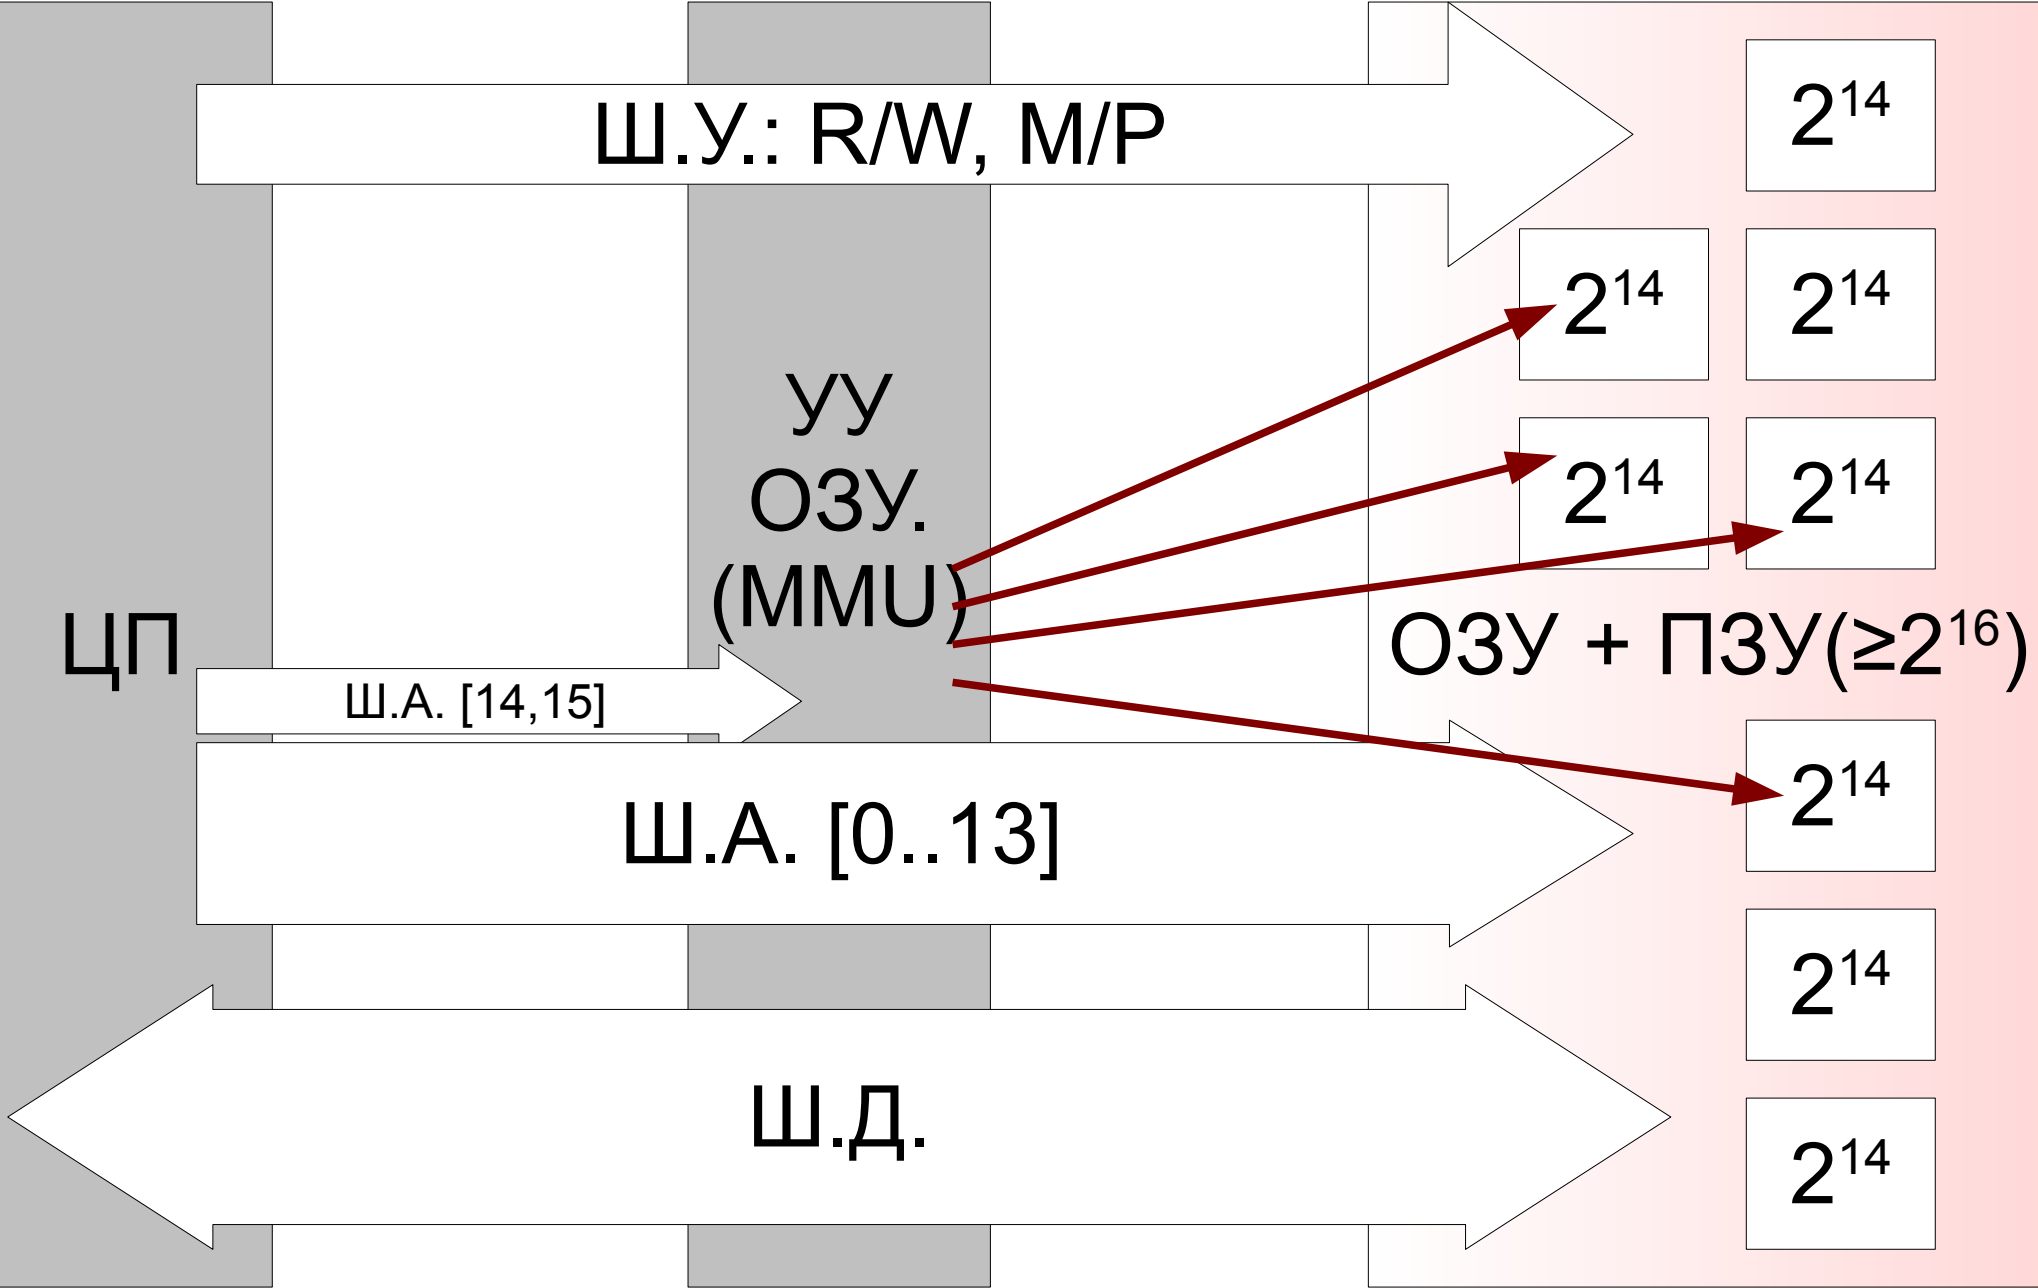 Ш.У.: R/W, M/P
2¹⁴
2¹⁴ 2¹⁴
УУ
ОЗУ.
(MMU)
2¹⁴ 2¹⁴
ЦП
ОЗУ + ПЗУ(≥2¹⁶)
Ш.А. [14,15]
2¹⁴
Ш.А. [0..13]
2¹⁴
Ш.Д.
2¹⁴